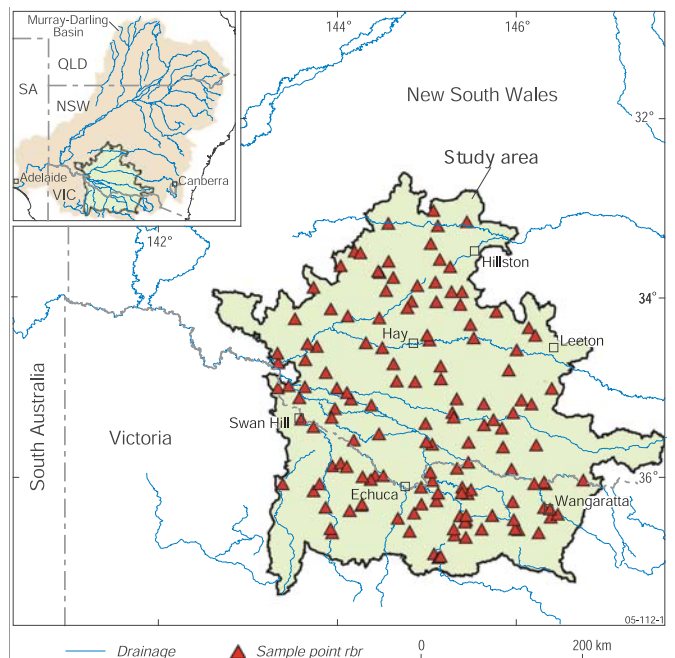 Murray-Darling
Basin
QLD
SA
NSW
Adelaide
VIC
Canberra
144°
146°
New South Wales
32°
Study area
142°
Hillston
34°
Hay
Leeton
Swan Hill
Victoria
South Australia
36°
Echuca
Wangaratta
05-112-1
Drainage
Sample point rbr
0
200 km